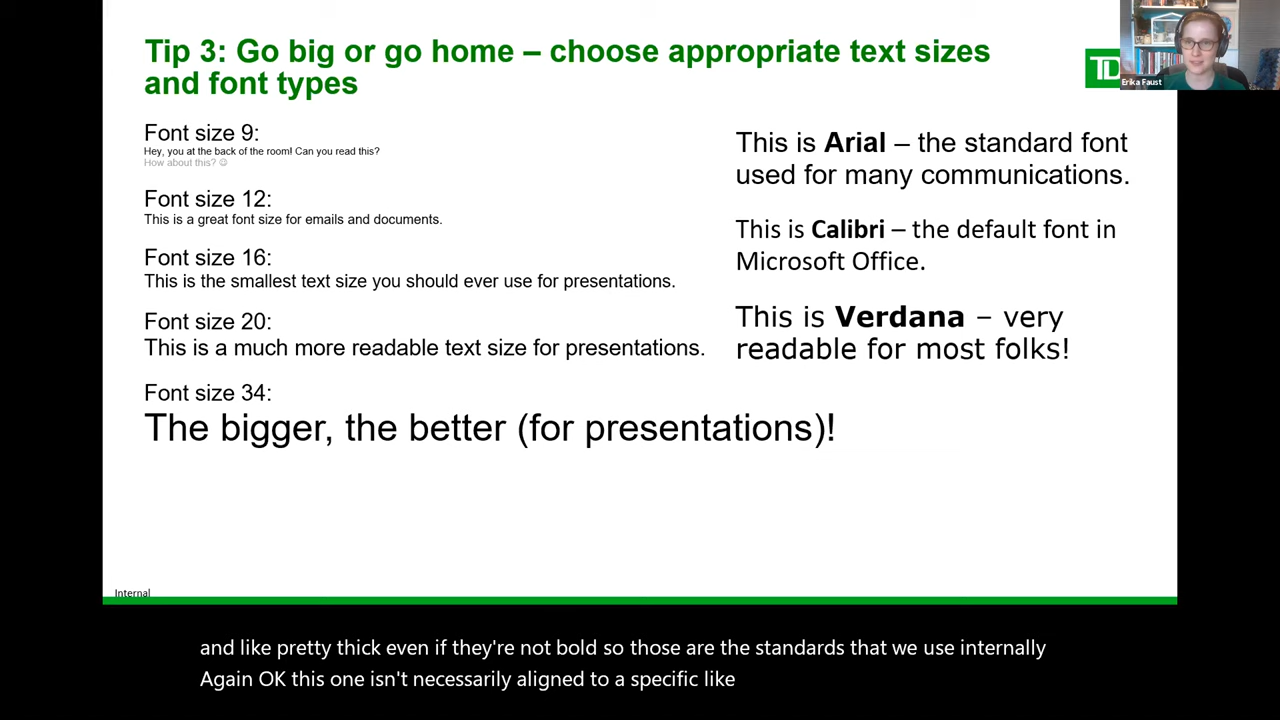 Tip 3: Go big or go home – choose appropriate text sizes
and font types
TD
Erika Faust
Font size 9:
Hey, you at the back of the room! Can you read this?
How about this? ☺
Font size 12:
This is a great font size for emails and documents.
Font size 16:
This is the smallest text size you should ever use for presentations.
Font size 20:
This is a much more readable text size for presentations.
Font size 34:
The bigger, the better (for presentations)!
This is Arial – the standard font
used for many communications.
This is Calibri – the default font in
Microsoft Office.
This is Verdana – very
readable for most folks!
Internal
and like pretty thick even if they're not bold so those are the standards that we use internally
Again OK this one isn't necessarily aligned to a specific like